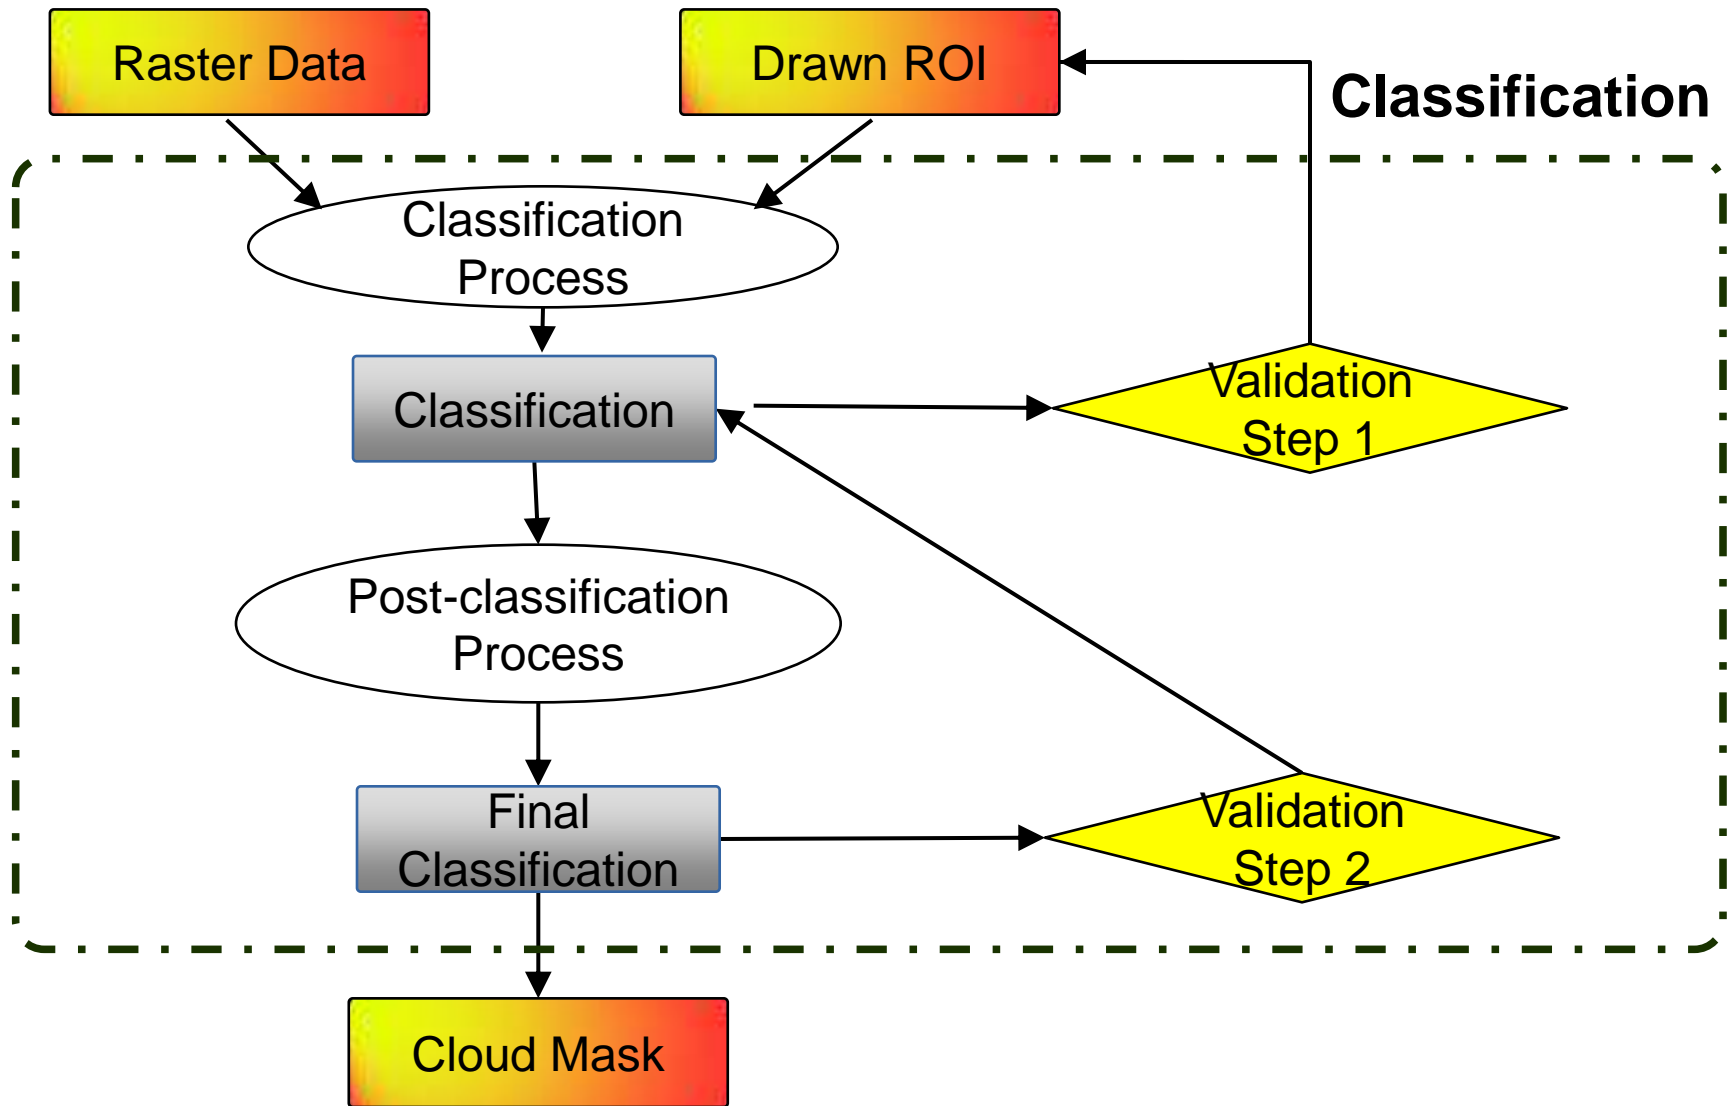 Raster Data
Drawn ROI
Classification
Classification
Process
Classification
Validation
Step 1
Post-classification
Process
Final
Classification
Validation
Step 2
Cloud Mask